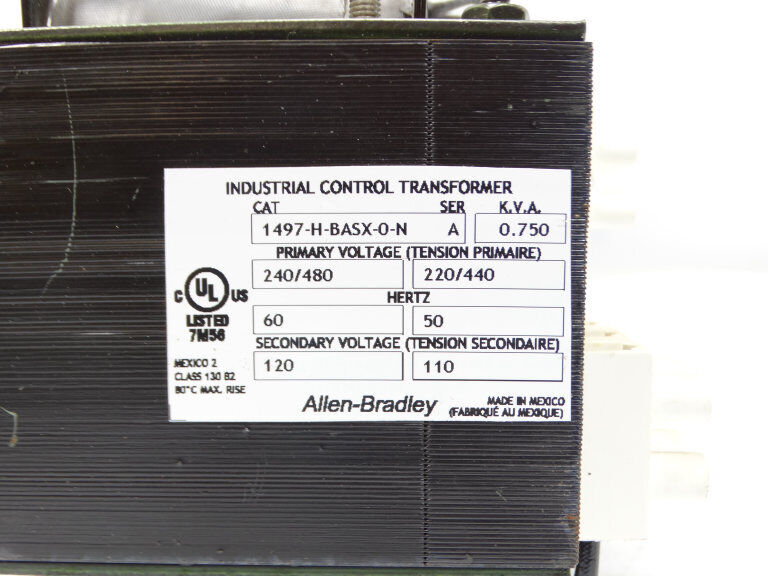 INDUSTRIAL CONTROL TRANSFORMER
CAT SER K.V.A.
1497-H-BASX-0-N A 0.750
PRIMARY VOLTAGE (TENSION PRIMAIRE)
240/480 220/440
HERTZ
60 50
SECONDARY VOLTAGE (TENSION SECONDAIRE)
120 110
C UL US
LISTED
7M56
MEXICO 2
CLASS 130 B2
80°C MAX. RISE
Allen-Bradley
MADE IN MEXICO
(FABRIQUÉ AU MEXIQUE)